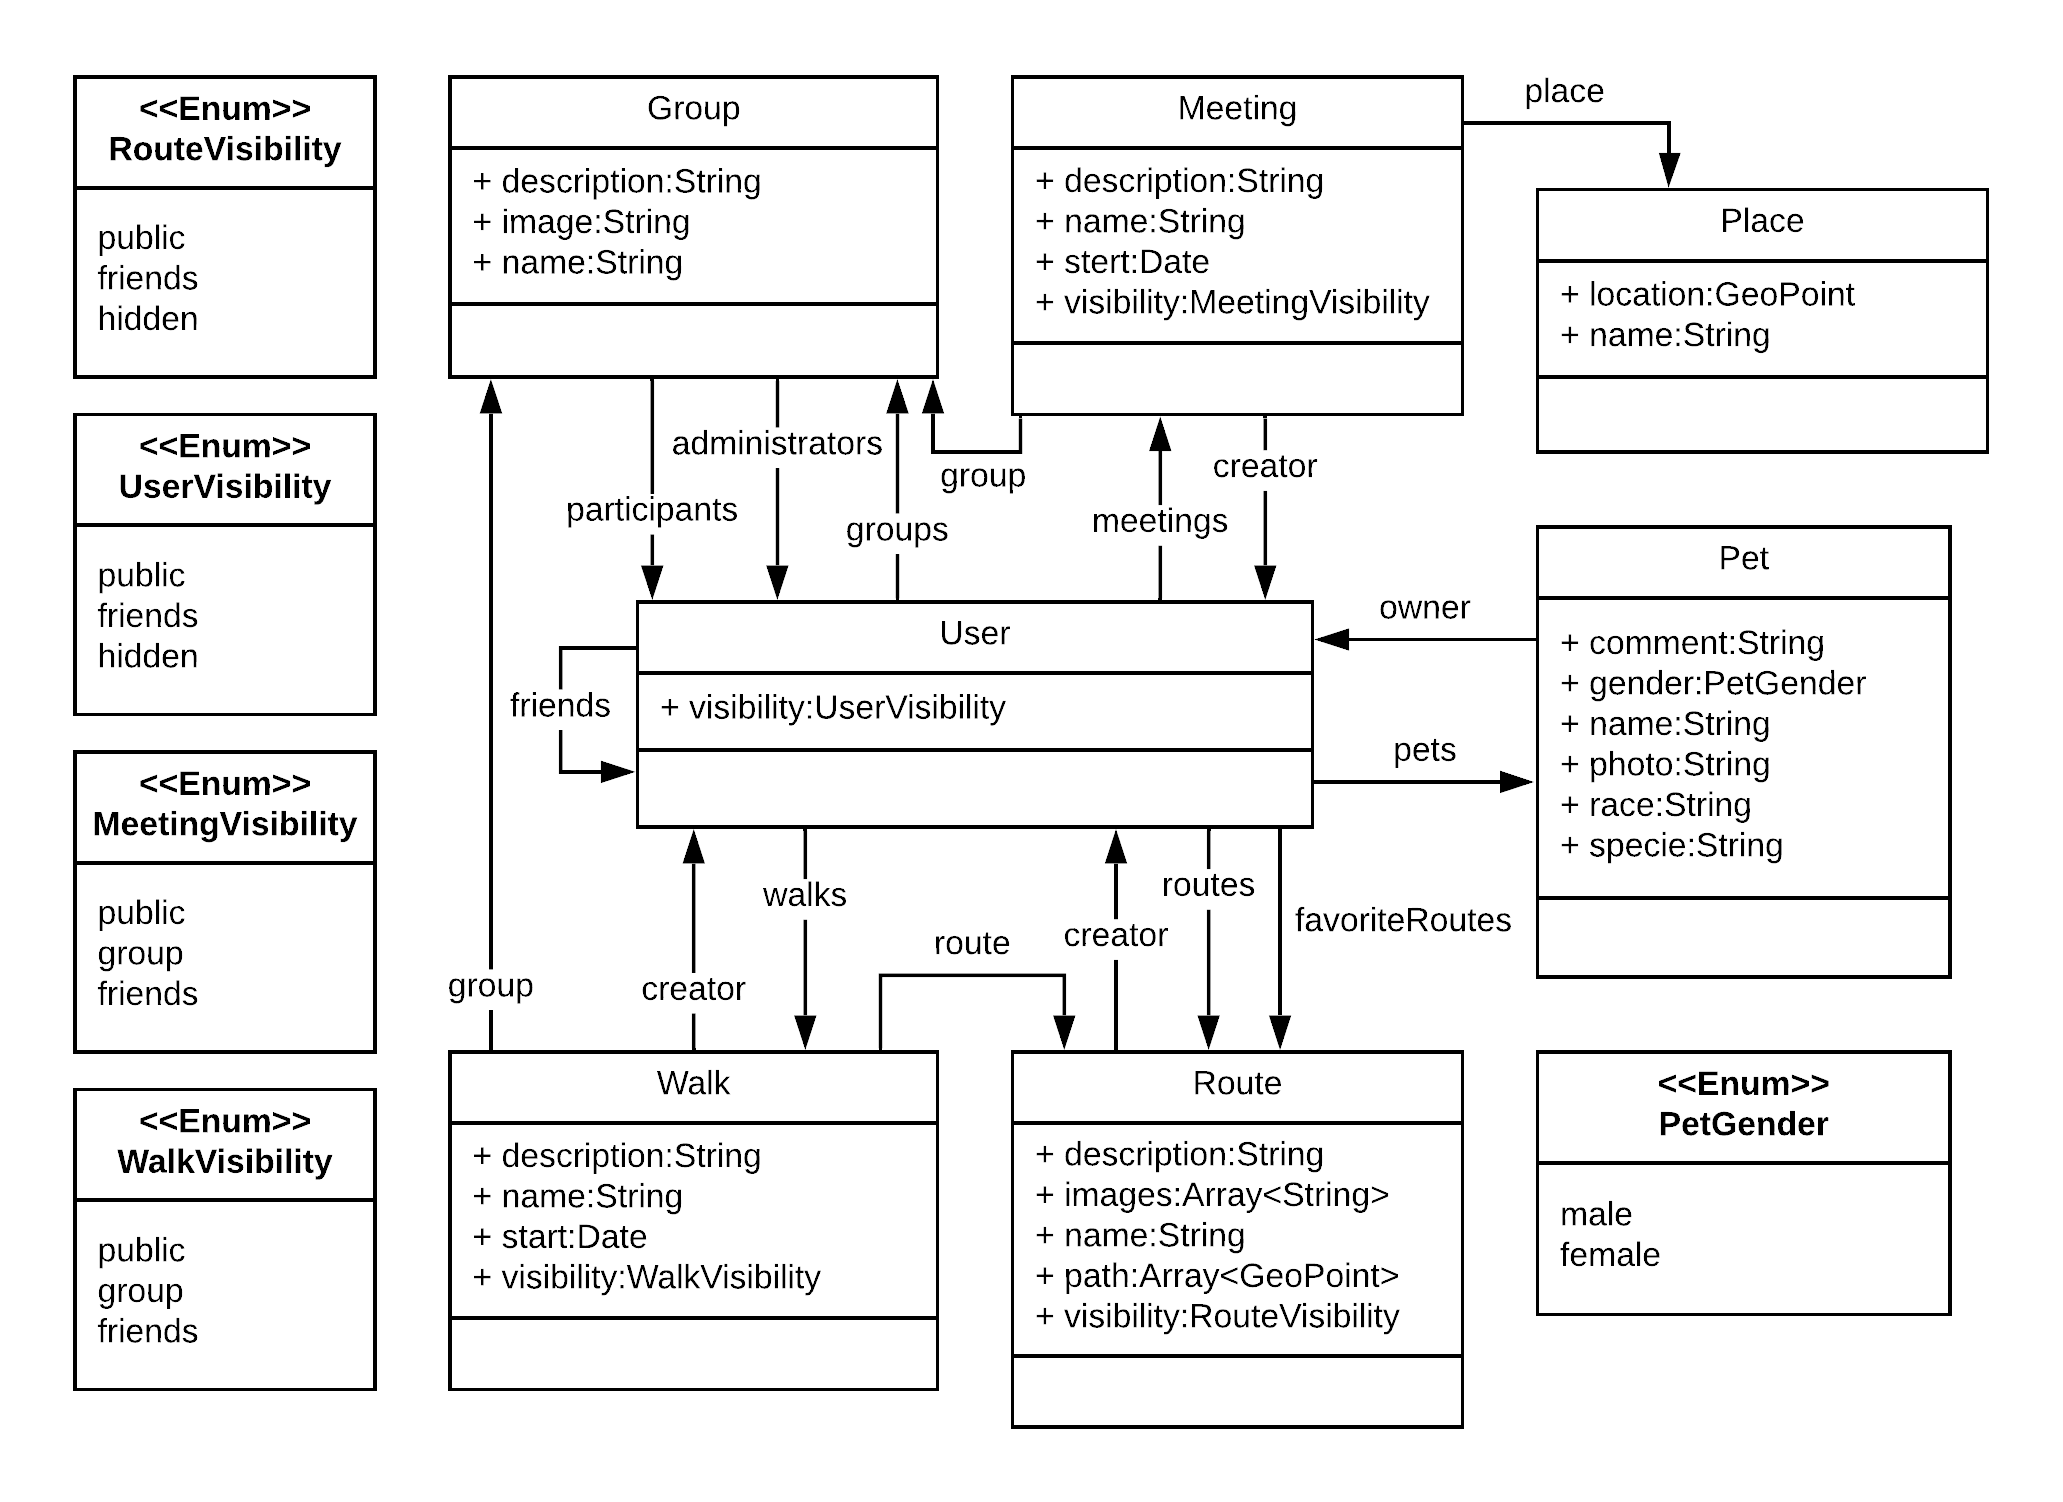 <<Enum>>
RouteVisibility
public
friends
hidden
<<Enum>>
UserVisibility
public
friends
hidden
<<Enum>>
MeetingVisibility
public
group
friends
<<Enum>>
WalkVisibility
public
group
friends
Group
+ description:String
+ image:String
+ name:String
Meeting
+ description:String
+ name:String
+ stert:Date
+ visibility:MeetingVisibility
place
Place
+ location:GeoPoint
+ name:String
administrators
participants
groups
group
meetings
creator
User
+ visibility:UserVisibility
friends
owner
pets
Pet
+ comment:String
+ gender:PetGender
+ name:String
+ photo:String
+ race:String
+ specie:String
group
creator
walks
route
creator
routes
favoriteRoutes
Walk
+ description:String
+ name:String
+ start:Date
+ visibility:WalkVisibility
Route
+ description:String
+ images:Array<String>
+ name:String
+ path:Array<GeoPoint>
+ visibility:RouteVisibility
<<Enum>>
PetGender
male
female